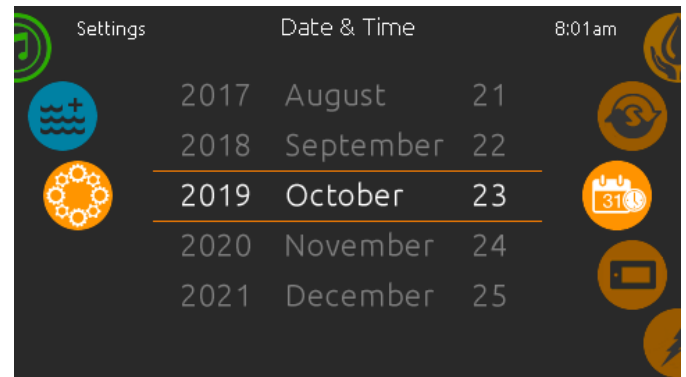 Settings Date & Time 8:01am
2017 August 21
2018 September 22
2019 October 23
31
2020 November 24
2021 December 25